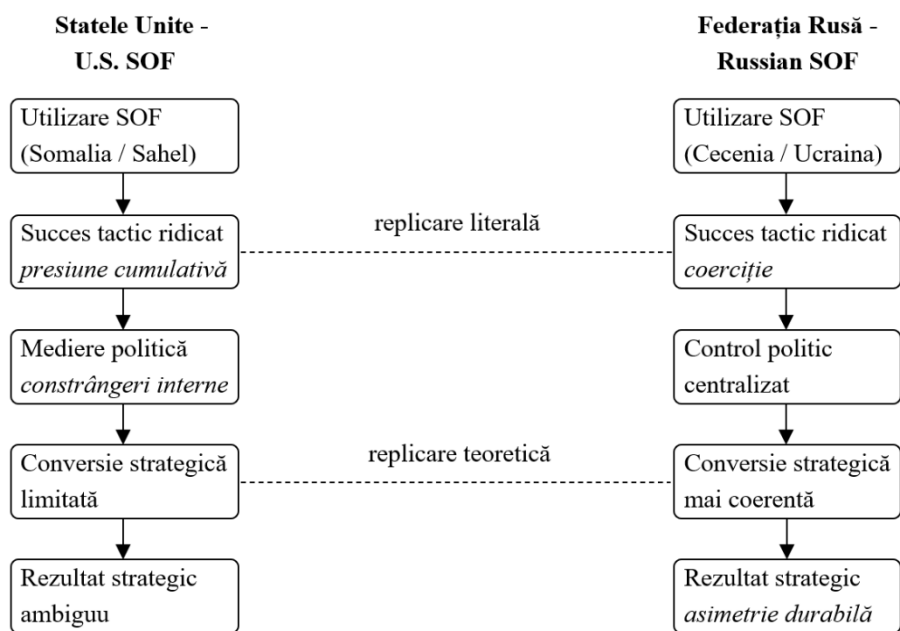 Statele Unite -
U.S. SOF
Utilizare SOF
(Somalia / Sahel)
Succes tactic ridicat
presiune cumulativă
Mediere politică
constrângeri interne
Conversie strategică
limitată
Rezultat strategic
ambiguu
replicare literală
replicare teoretică
Federația Rusă -
Russian SOF
Utilizare SOF
(Cecenia / Ucraina)
Succes tactic ridicat
coerciție
Control politic
centralizat
Conversie strategică
mai coerentă
Rezultat strategic
asimetrie durabilă